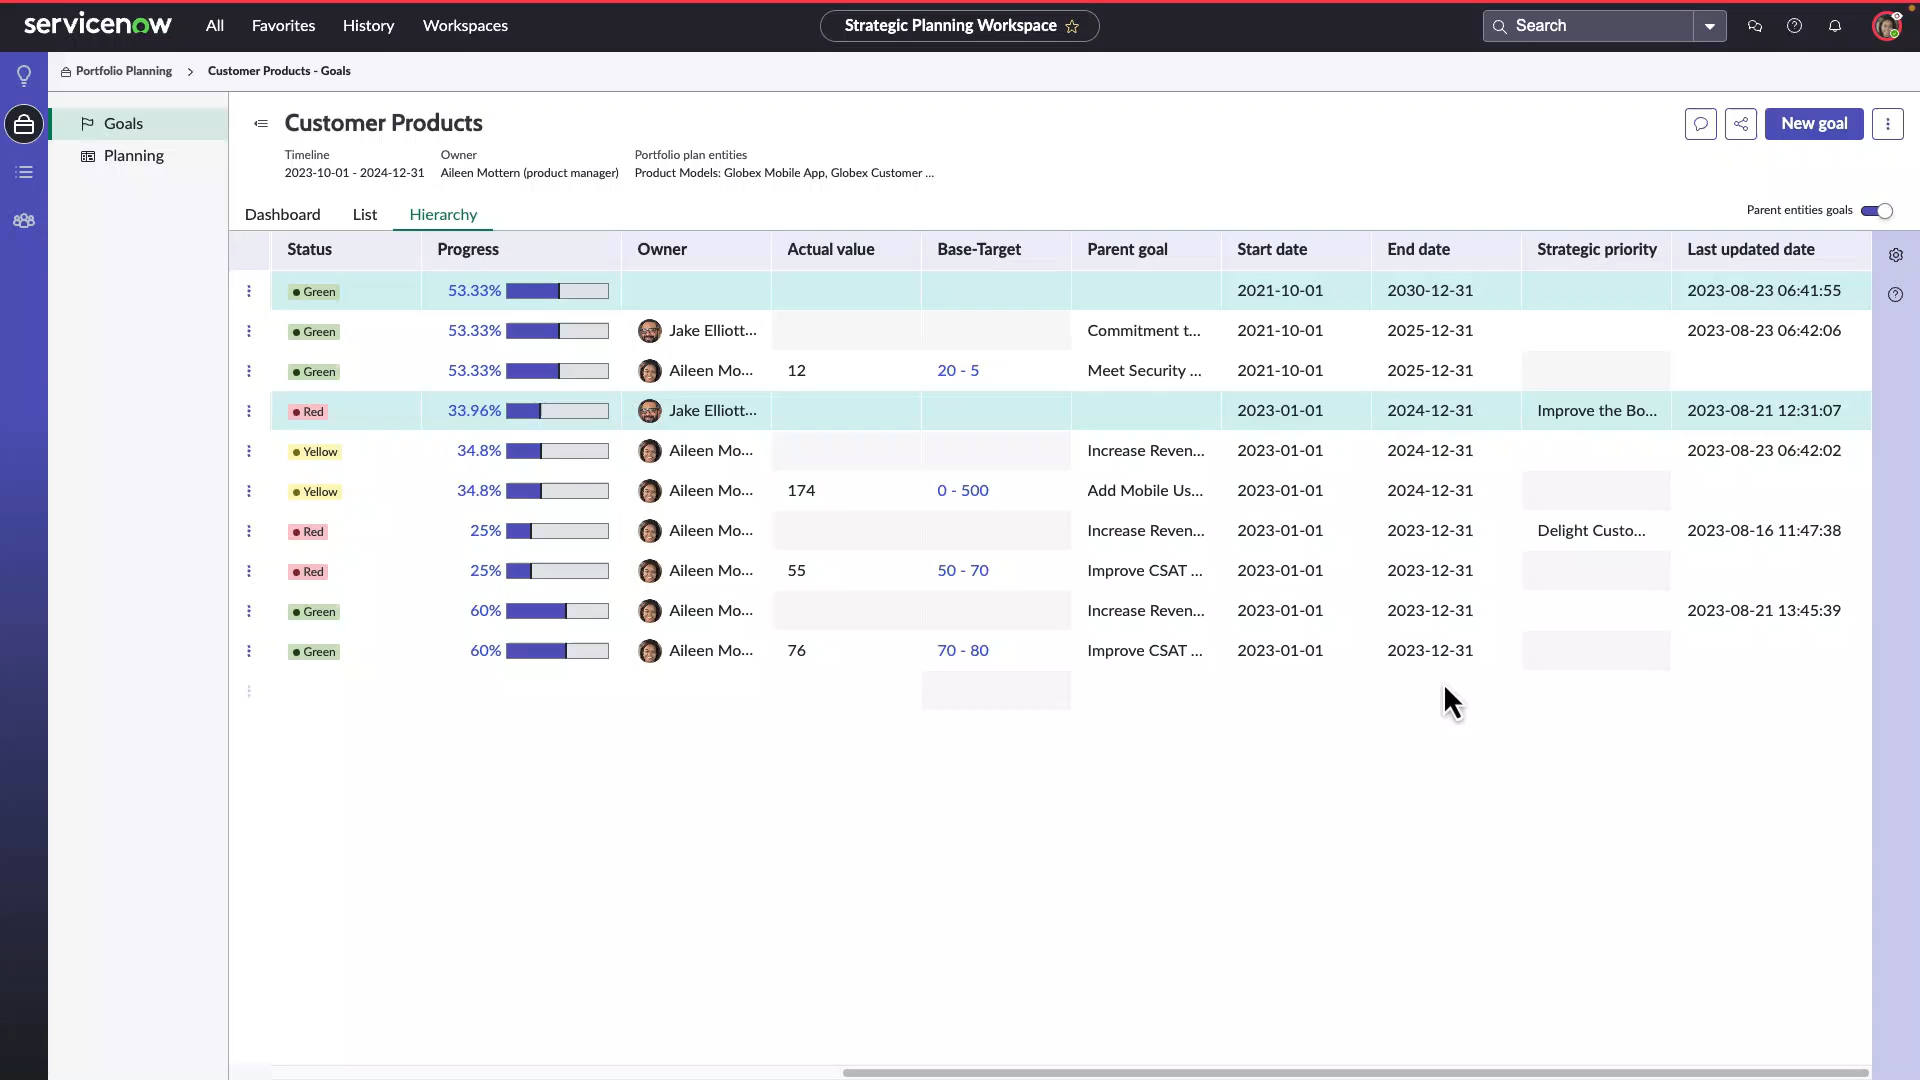 servicenow All Favorites History Workspaces Strategic Planning Workspace Search
Portfolio Planning > Customer Products - Goals
Goals
Planning
Customer Products
New goal
Timeline Owner Portfolio plan entities
2023-10-01 - 2024-12-31 Aileen Mottern (product manager) Product Models: Globex Mobile App, Globex Customer ...
Dashboard List Hierarchy Parent entities goals
Status Progress Owner Actual value Base-Target Parent goal Start date End date Strategic priority Last updated date
Green 53.33% 2021-10-01 2030-12-31 2023-08-23 06:41:55
Green 53.33% Jake Elliott... Commitment t... 2021-10-01 2025-12-31 2023-08-23 06:42:06
Green 53.33% Aileen Mo... 12 20 - 5 Meet Security ... 2021-10-01 2025-12-31
Red 33.96% Jake Elliott... 2023-01-01 2024-12-31 Improve the Bo... 2023-08-21 12:31:07
Yellow 34.8% Aileen Mo... Increase Reven... 2023-01-01 2024-12-31 2023-08-23 06:42:02
Yellow 34.8% Aileen Mo... 174 0 - 500 Add Mobile Us... 2023-01-01 2024-12-31
Red 25% Aileen Mo... Increase Reven... 2023-01-01 2023-12-31 Delight Custo... 2023-08-16 11:47:38
Red 25% Aileen Mo... 55 50 - 70 Improve CSAT ... 2023-01-01 2023-12-31
Green 60% Aileen Mo... Increase Reven... 2023-01-01 2023-12-31 2023-08-21 13:45:39
Green 60% Aileen Mo... 76 70 - 80 Improve CSAT ... 2023-01-01 2023-12-31